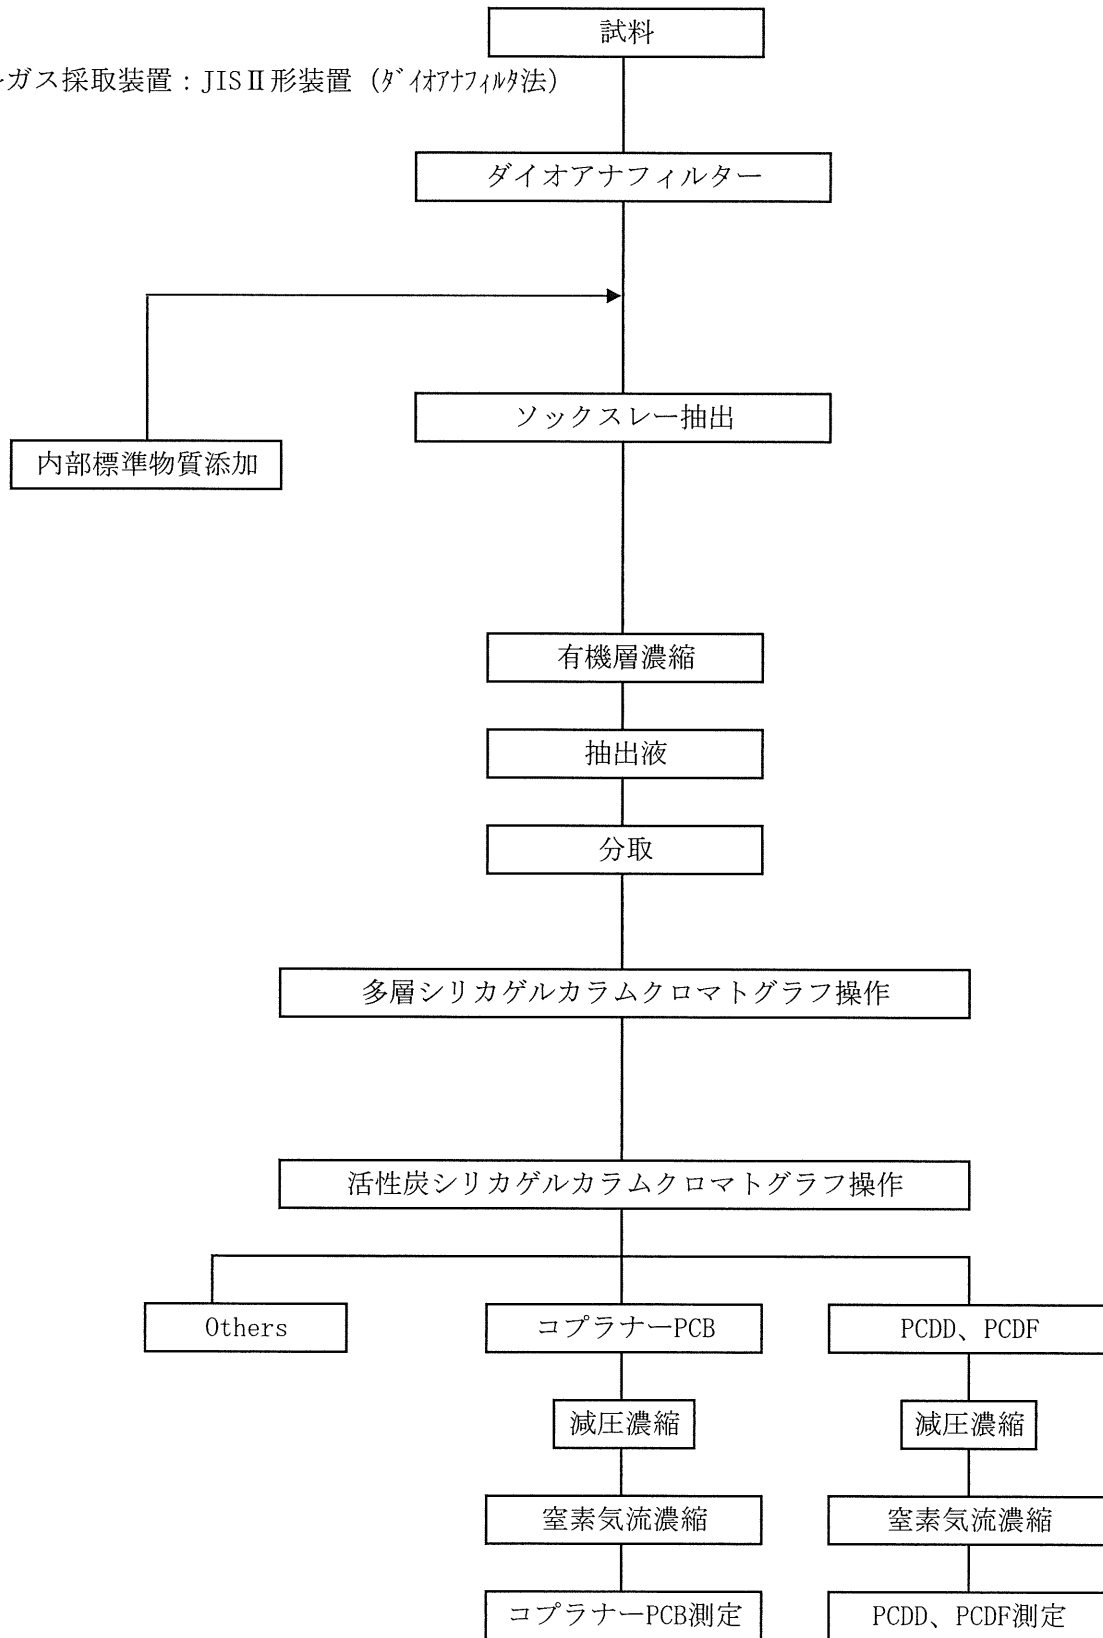 試料
ガス採取装置：JISⅡ形装置（ﾀﾞｲｵｱﾅﾌｨﾙﾀ法）
ダイオアナフィルター
ソックスレー抽出
内部標準物質添加
有機層濃縮
抽出液
分取
多層シリカゲルカラムクロマトグラフ操作
活性炭シリカゲルカラムクロマトグラフ操作
Others コプラナーPCB PCDD、PCDF
減圧濃縮 減圧濃縮
窒素気流濃縮 窒素気流濃縮
コプラナーPCB測定 PCDD、PCDF測定